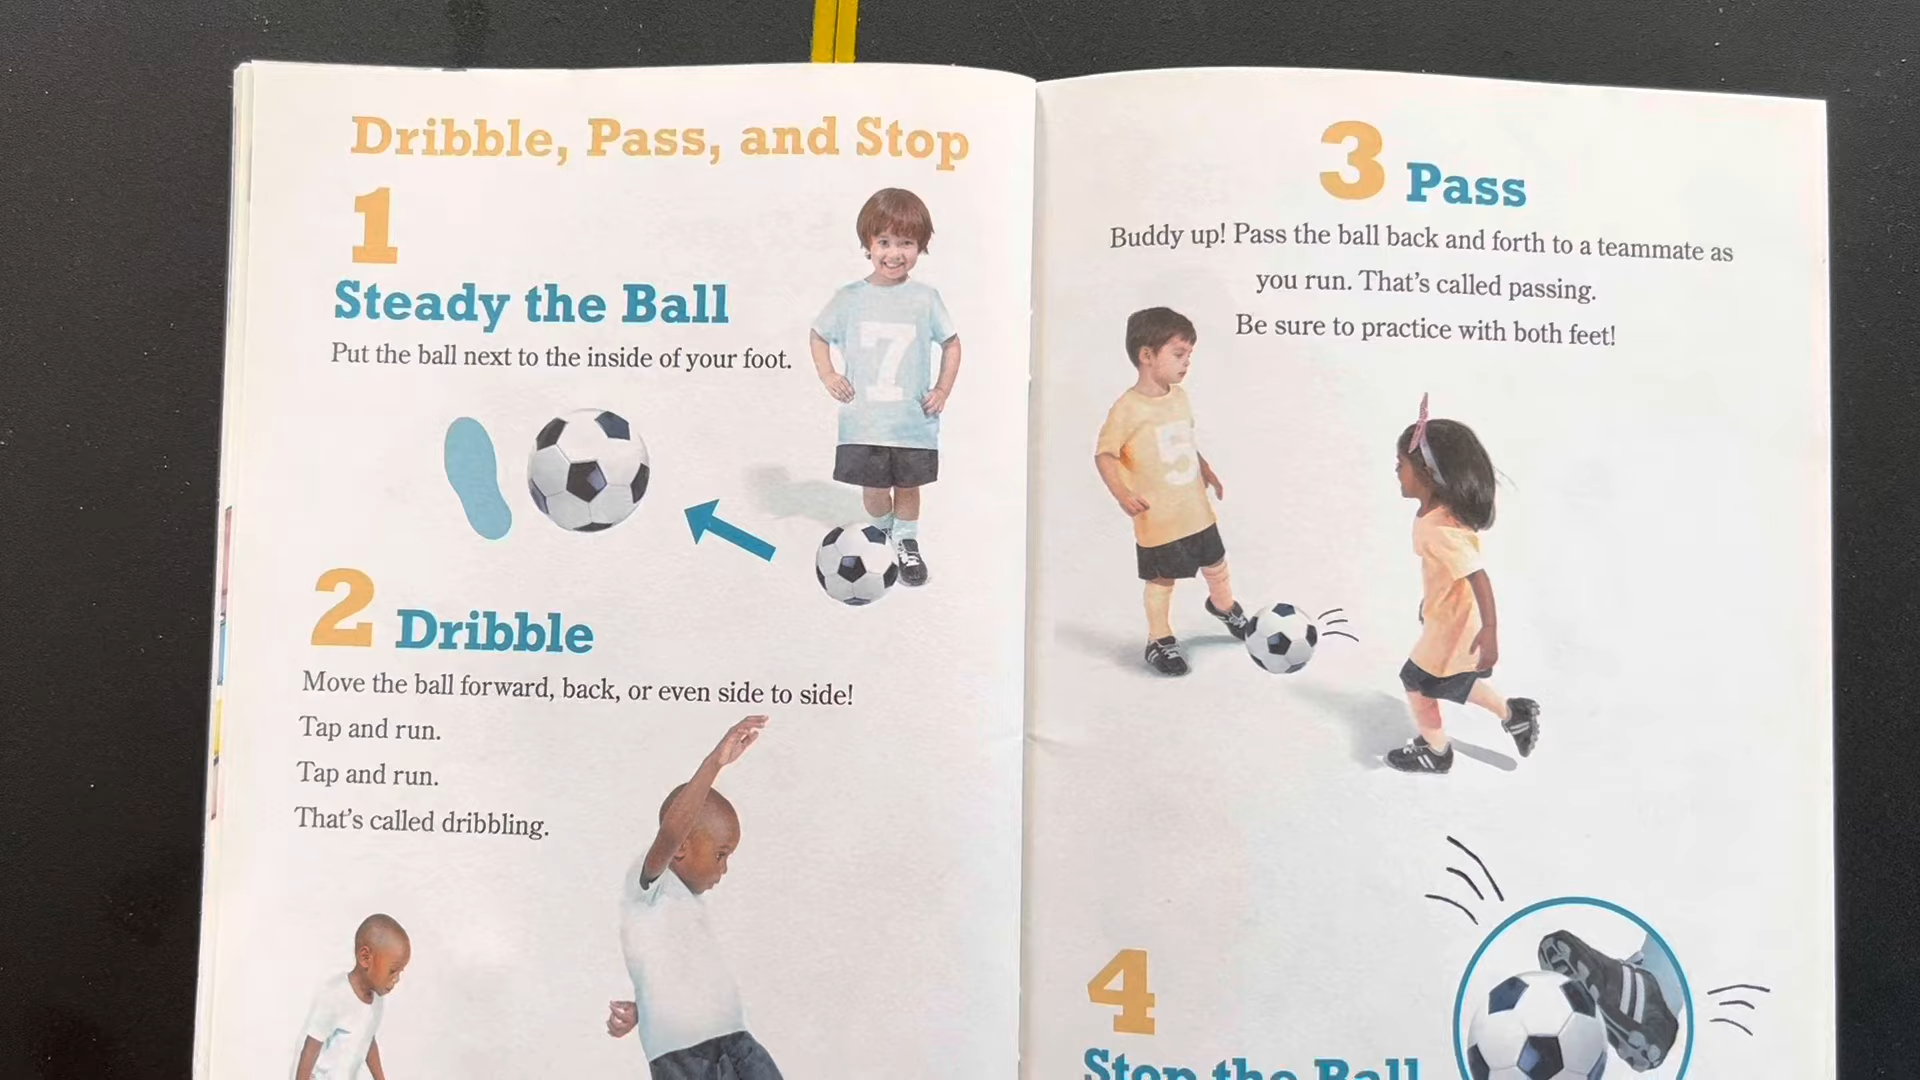 Dribble, Pass, and Stop
1
Steady the Ball
Put the ball next to the inside of your foot.
7
2 Dribble
Move the ball forward, back, or even side to side!
Tap and run.
Tap and run.
That's called dribbling.
3 Pass
Buddy up! Pass the ball back and forth to a teammate as
you run. That's called passing.
Be sure to practice with both feet!
5
4
Stop the Ball